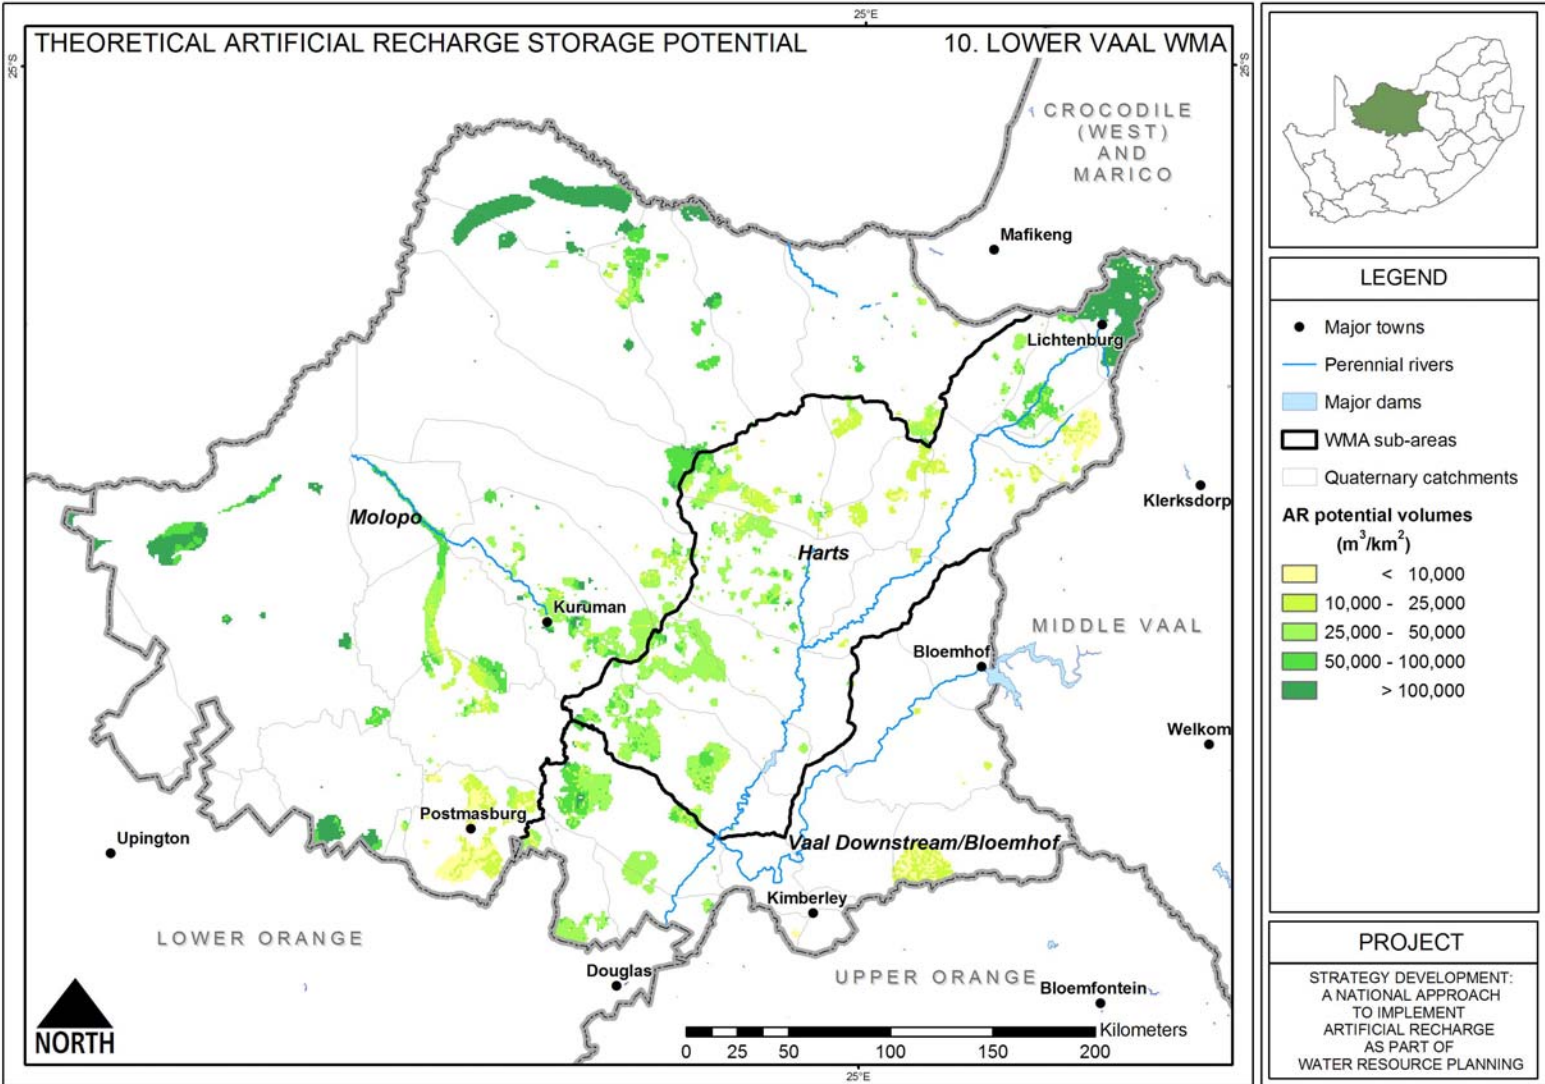 25°E
THEORETICAL ARTIFICIAL RECHARGE STORAGE POTENTIAL
10. LOWER VAAL WMA
25°S
25°S
CROCODILE
(WEST)
AND
MARICO
Mafikeng
Lichtenburg
Klerksdorp
Molopo
Harts
Kuruman
MIDDLE VAAL
Bloemhof
Welkom
Postmasburg
Upington
Vaal Downstream/Bloemhof
Kimberley
LOWER ORANGE
Douglas
UPPER ORANGE
Bloemfontein
NORTH
Kilometers
0 25 50 100 150 200
25°E
LEGEND
Major towns
Perennial rivers
Major dams
WMA sub-areas
Quaternary catchments
AR potential volumes
(m³/km²)
< 10,000
10,000 - 25,000
25,000 - 50,000
50,000 - 100,000
> 100,000
PROJECT
STRATEGY DEVELOPMENT:
A NATIONAL APPROACH
TO IMPLEMENT
ARTIFICIAL RECHARGE
AS PART OF
WATER RESOURCE PLANNING